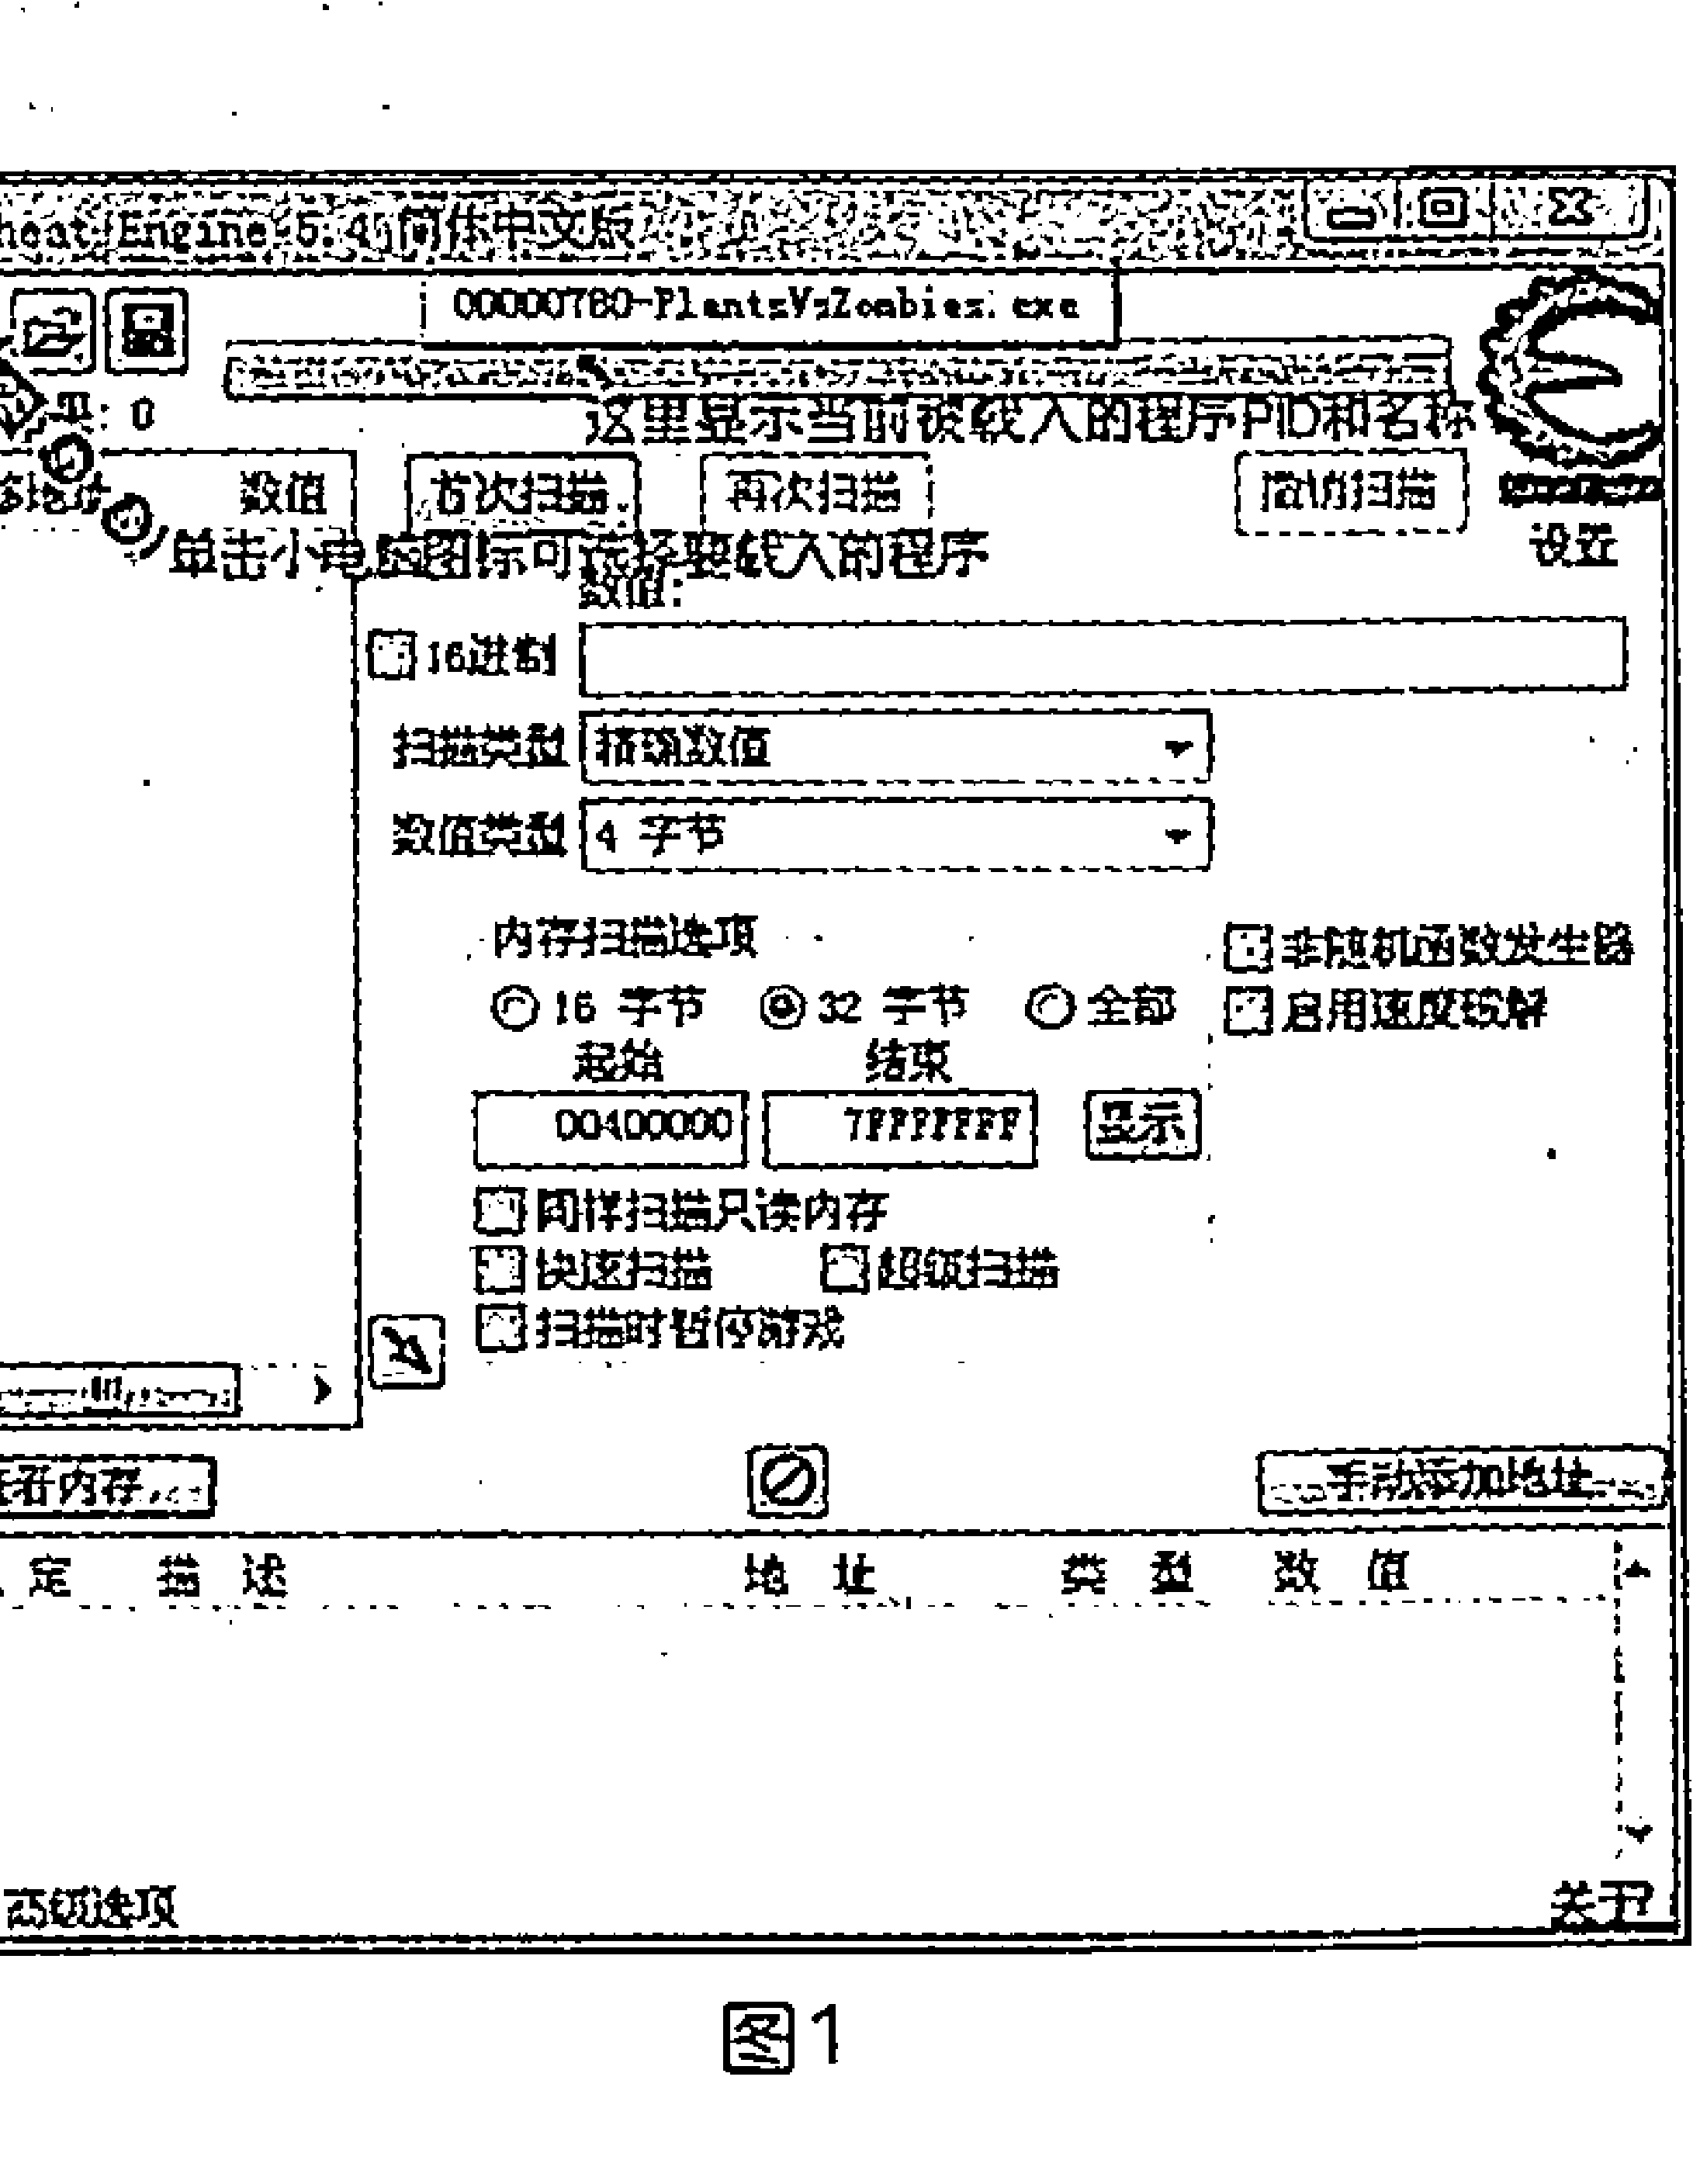 heat Engine 5.4 简体中文版
00000780-PlantsVsZombies.exe
: 0
这里显示当前被载入的程序PID和名称
数值
首次扫描
再次扫描
扫描
设置
单击小电脑图标可选择要载入的程序
数值:
16进制
扫描类型 精确数值
数值类型 4 字节
内存扫描选项
非随机函数发生器
16 字节 32 字节 全部
启用速度破解
起始 结束
00400000 7FFFFFFF 显示
同样扫描只读内存
快速扫描 超级扫描
扫描时暂停游戏
查看内存
手动添加地址
定 描 述 地 址 类 型 数 值
高级选项
关于?
图1